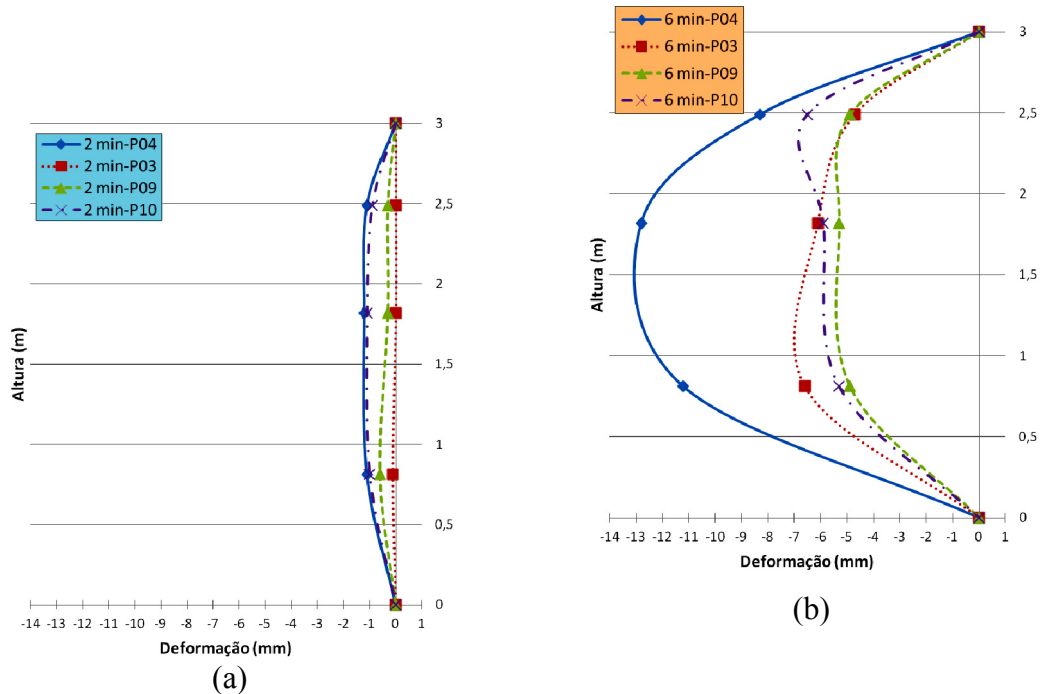 2 min-P04
2 min-P03
2 min-P09
2 min-P10
3
2,5
2
1,5
1
0,5
0
Altura (m)
-14 -13 -12 -11 -10 -9 -8 -7 -6 -5 -4 -3 -2 -1 0 1
Deformação (mm)
(a)
6 min-P04
6 min-P03
6 min-P09
6 min-P10
3
2,5
2
1,5
1
0,5
0
Altura (m)
-14 -13 -12 -11 -10 -9 -8 -7 -6 -5 -4 -3 -2 -1 0 1
Deformação (mm)
(b)